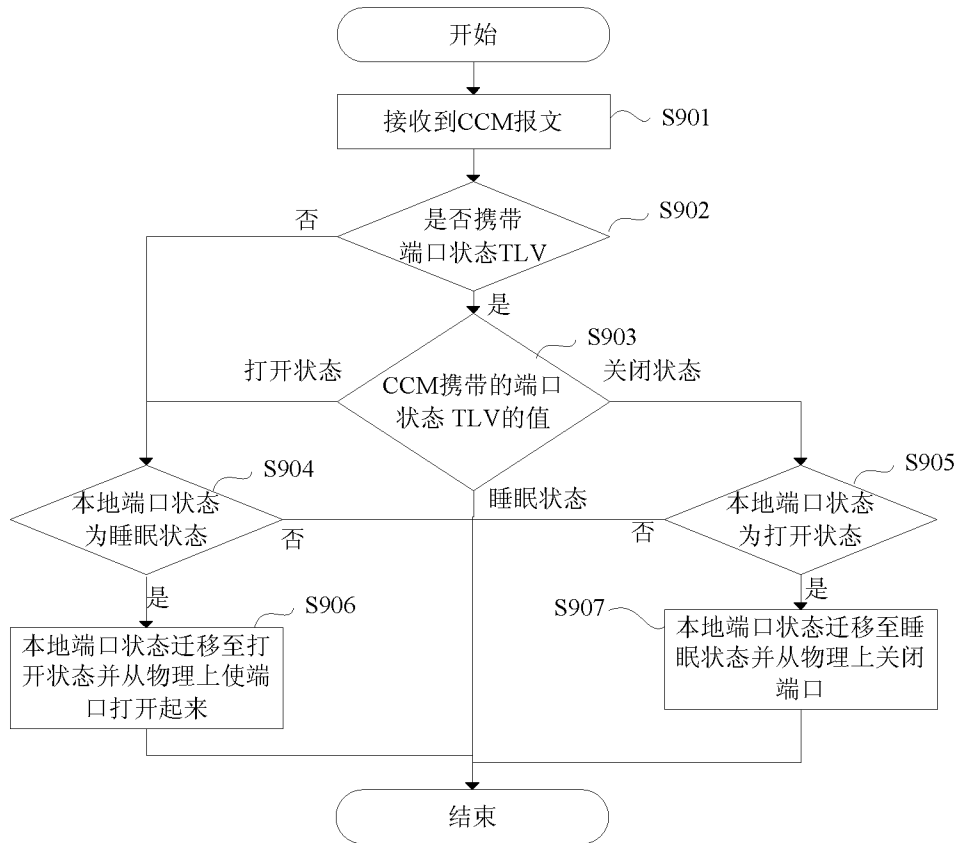 开始
接收到CCM报文
S901
是否携带
端口状态TLV
S902
否
是
CCM携带的端口
状态 TLV的值
S903
打开状态
关闭状态
睡眠状态
本地端口状态
为睡眠状态
S904
否
是
本地端口状态
为打开状态
S905
否
是
本地端口状态迁移至打
开状态并从物理上使端
口打开起来
S906
本地端口状态迁移至睡
眠状态并从物理上关闭
端口
S907
结束